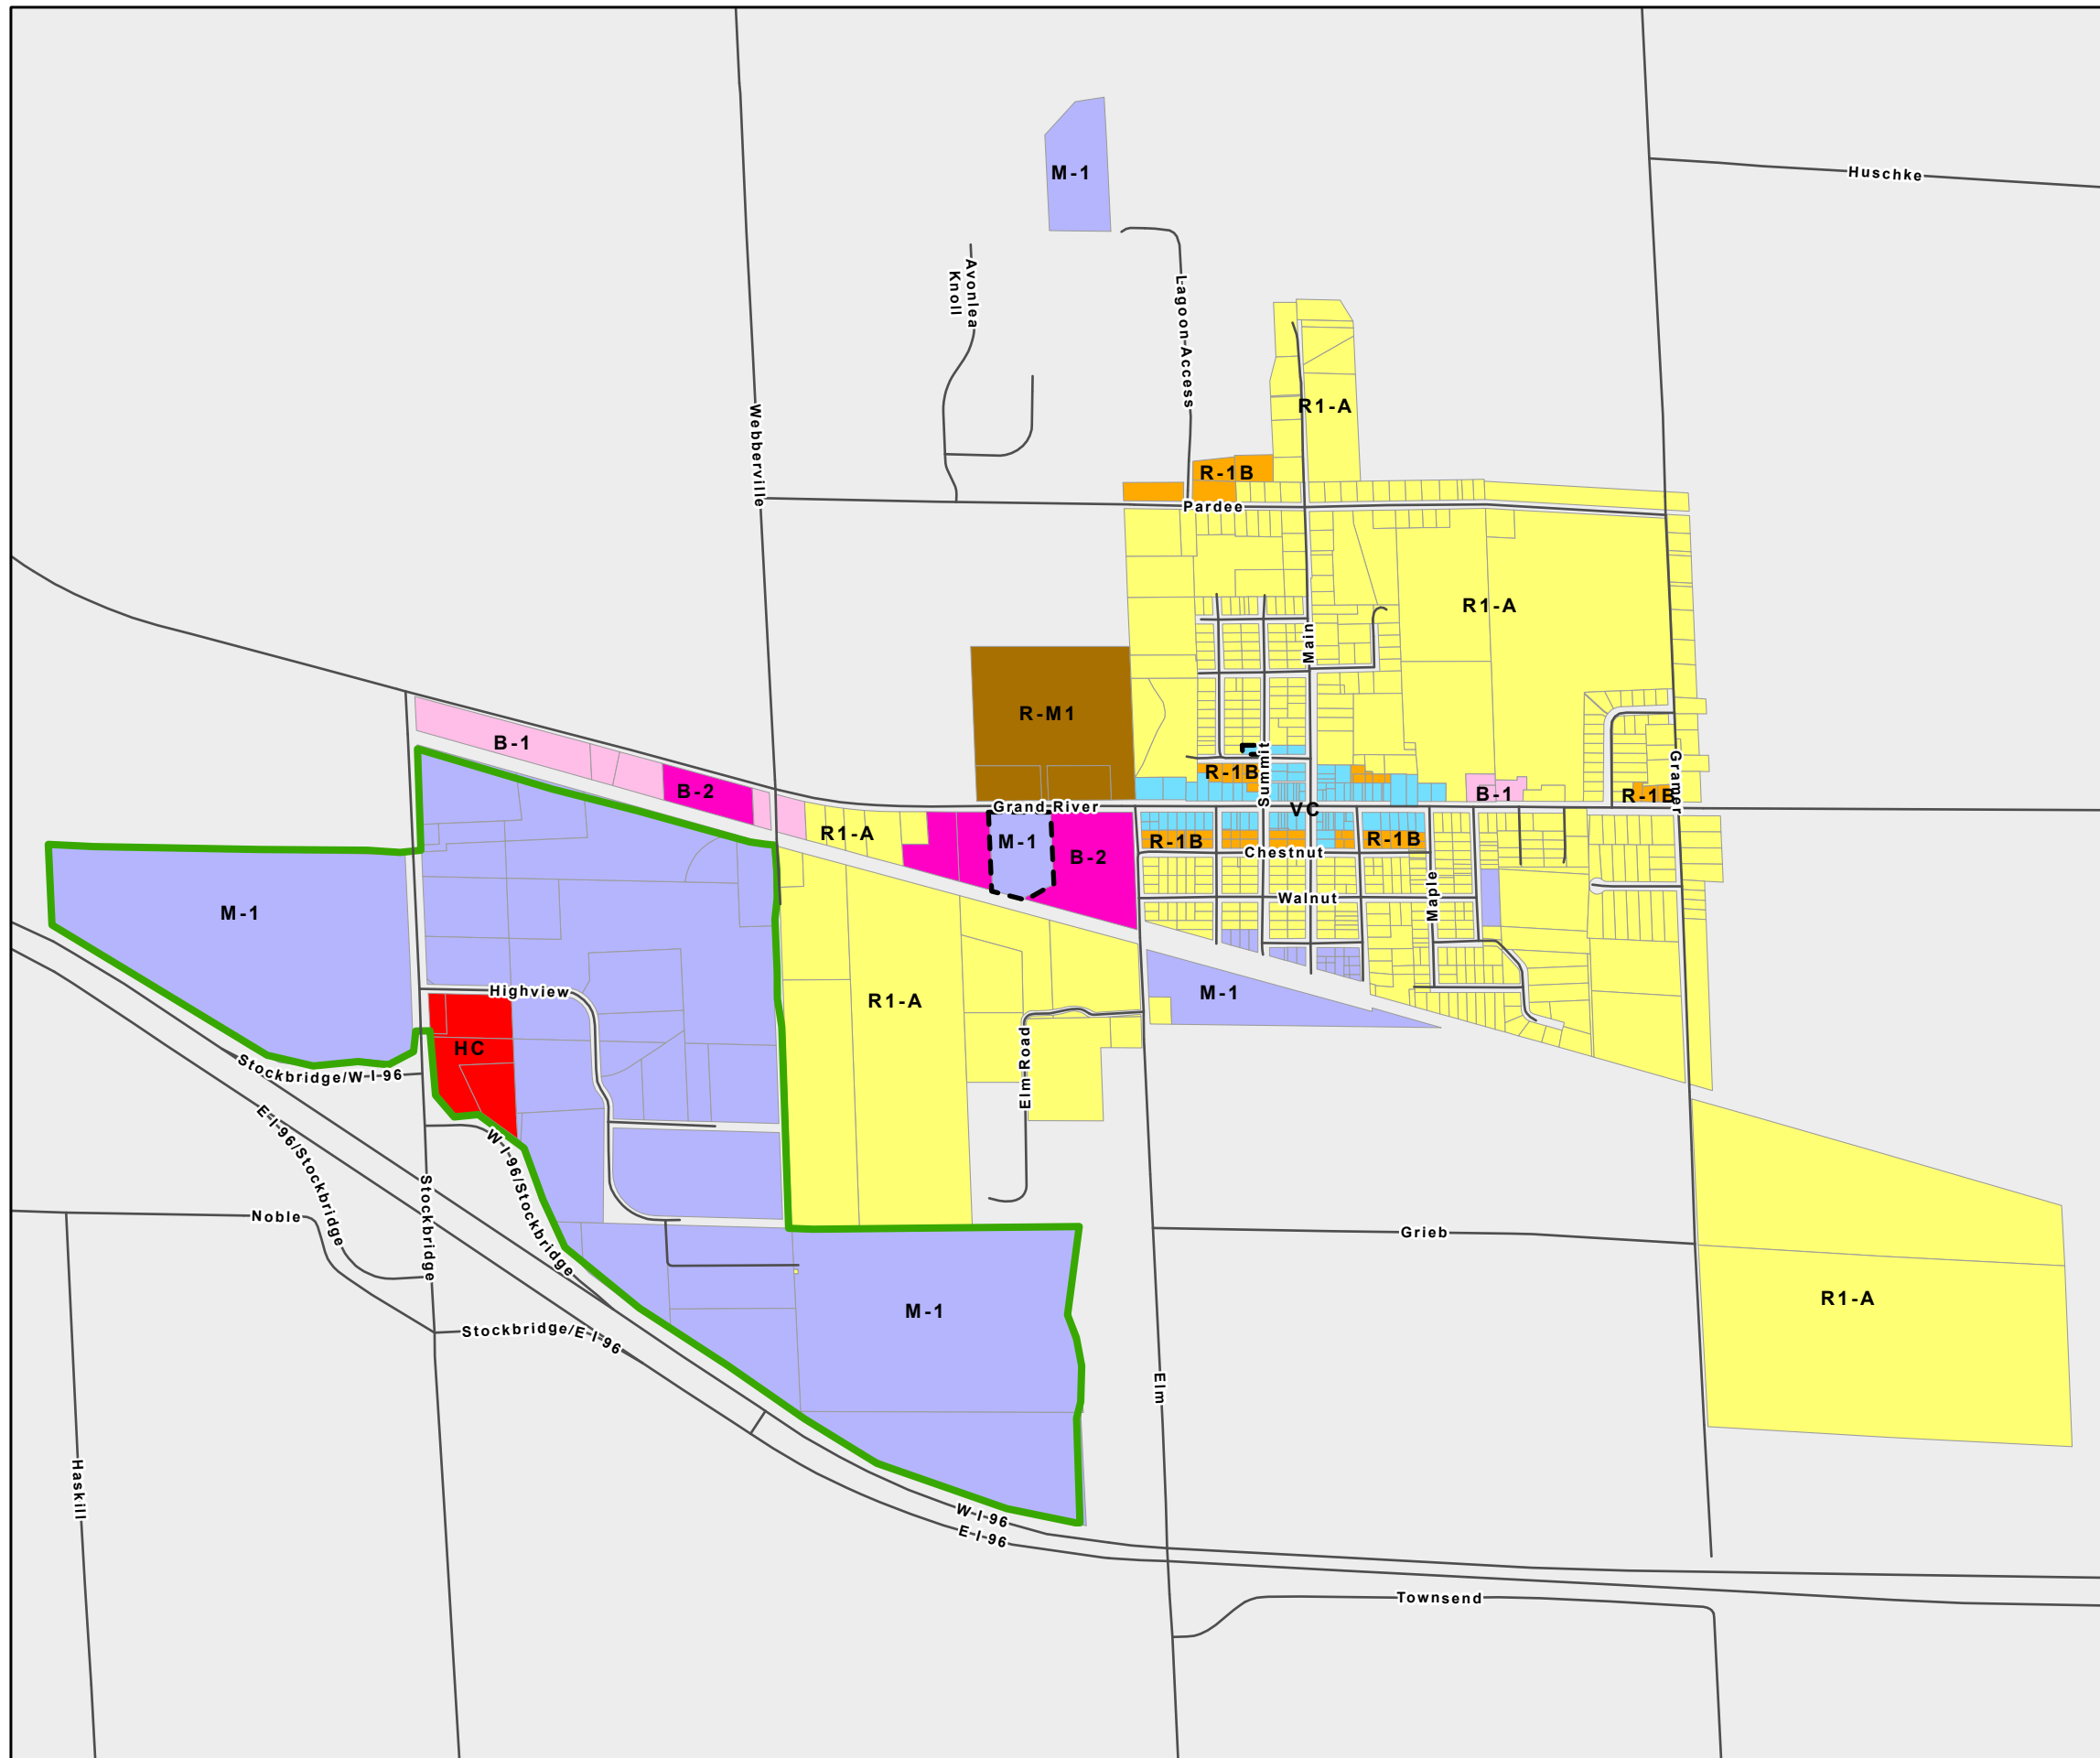 M-1
Huschke
Avonlea
Knoll
Lagoon-Access
Webberville
R1-A
R-1B
Pardee
R1-A
Main
R-M1
B-1
B-2
Summit
R-1B
Gramer
Grand River
VC
B-1
R-1B
R1-A
M-1
B-2
R-1B
R-1B
Chestnut
Maple
Walnut
M-1
Highview
R1-A
M-1
HC
Stockbridge/W I-96
Elm Road
E I-96/Stockbridge
W I-96/Stockbridge
Stockbridge
Noble
Grieb
R1-A
M-1
Stockbridge/E I-96
Elm
Haskill
W I-96
E I-96
Townsend